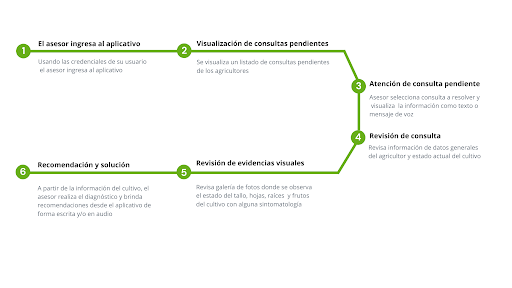 1
El asesor ingresa al aplicativo
Usando las credenciales de su usuario
el asesor ingresa al aplicativo
2
Visualización de consultas pendientes
Se visualiza un listado de consultas pendientes
de los agricultores
3
Atención de consulta pendiente
Asesor selecciona consulta a resolver y
visualiza la información como texto o
mensaje de voz
4
Revisión de consulta
Revisa información de datos generales
del agricultor y estado actual del cultivo
5
Revisión de evidencias visuales
Revisa galería de fotos donde se observa
el estado del tallo, hojas, raíces y frutos
del cultivo con alguna sintomatología
6
Recomendación y solución
A partir de la información del cultivo, el
asesor realiza el diagnóstico y brinda
recomendaciones desde el aplicativo de
forma escrita y/o en audio